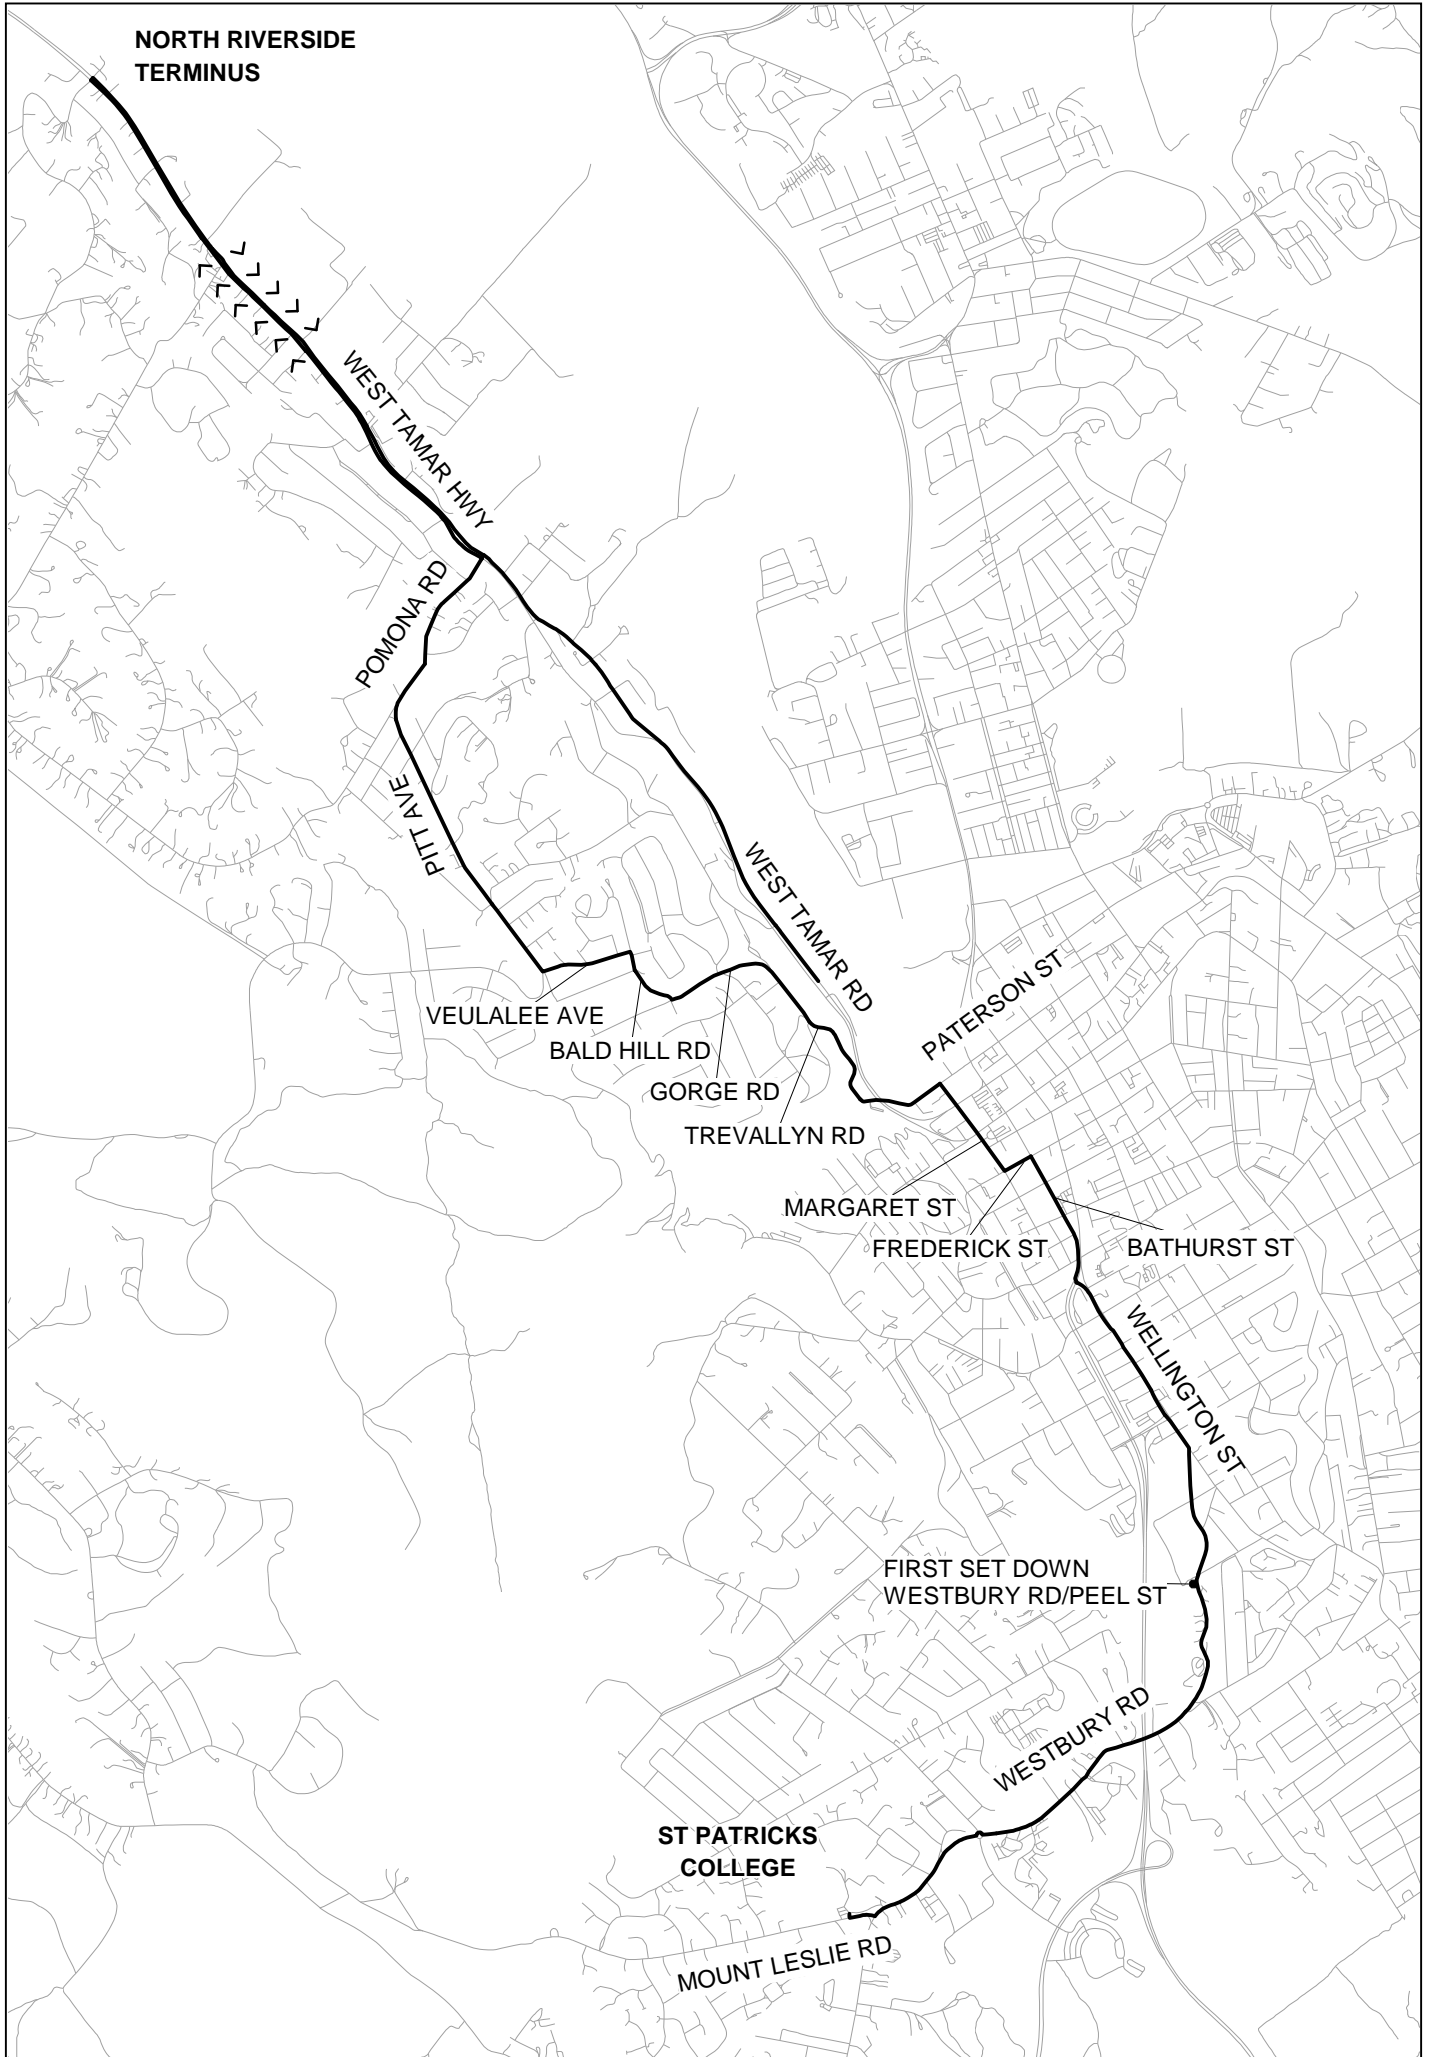 NORTH RIVERSIDE
TERMINUS
WEST TAMAR HWY
POMONA RD
PITT AVE
WEST TAMAR RD
PATERSON ST
VEULALEE AVE
BALD HILL RD
GORGE RD
TREVALLYN RD
MARGARET ST
FREDERICK ST
BATHURST ST
WELLINGTON ST
FIRST SET DOWN
WESTBURY RD/PEEL ST
WESTBURY RD
ST PATRICKS
COLLEGE
MOUNT LESLIE RD